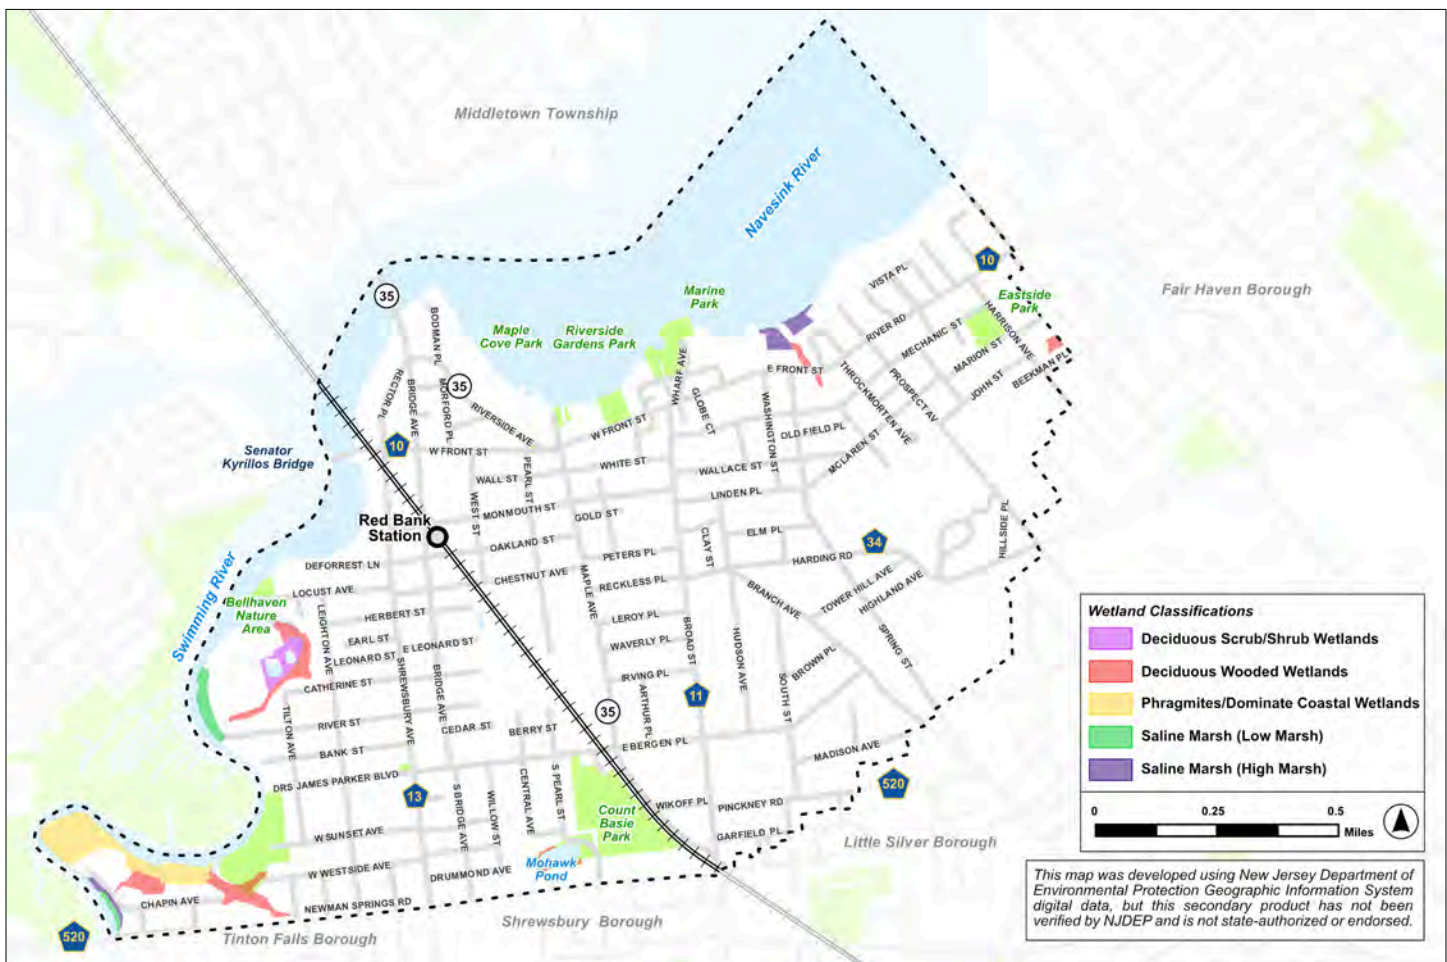 Middletown Township
Navesink River
Fair Haven Borough
10
VISTA PL
Marine
Park
Eastside
Park
35
BODMAN PL
Maple
Cove Park
Riverside
Gardens Park
RIVER RD
MECHANIC ST
HARRISON AVE
MARION ST
JOHN ST
BEEKMAN PL
E FRONT ST
THROCKMORTEN AVE
PROSPECT AV
WHARF AVE
GLOBE CT
WASHINGTON ST
RECTOR PL
BRIDGE AVE
MORFORD PL
35
RIVERSIDE AVE
W FRONT ST
OLD FIELD PL
MCLAREN ST
Senator
Kyrillos Bridge
10
W FRONT ST
WALL ST
PEARL ST
WHITE ST
WALLACE ST
LINDEN PL
WEST ST
MONMOUTH ST
GOLD ST
Red Bank
Station
OAKLAND ST
CLAY ST
ELM PL
34
HILLSIDE PL
PETERS PL
HARDING RD
DEFORREST LN
CHESTNUT AVE
MAPLE AVE
RECKLESS PL
BRANCH AVE
TOWER HILL AVE
HIGHLAND AVE
LOCUST AVE
Swimming River
Bellhaven
Nature
Area
LEIGHTON AVE
HERBERT ST
EARL ST
E LEONARD ST
LEONARD ST
LEROY PL
WAVERLY PL
BROAD ST
HUDSON AVE
SPRING ST
BROWN PL
CATHERINE ST
SHREWSBURY AVE
BRIDGE AVE
IRVING PL
ARTHUR PL
11
SOUTH ST
TILTON AVE
RIVER ST
CEDAR ST
BERRY ST
35
BANK ST
E BERGEN PL
MADISON AVE
DRS JAMES PARKER BLVD
13
S BRIDGE AVE
WILLOW ST
CENTRAL AVE
S PEARL ST
520
Count
Basie
Park
WIKOFF PL
PINCKNEY RD
GARFIELD PL
W SUNSET AVE
Little Silver Borough
W WESTSIDE AVE
DRUMMOND AVE
Mohawk
Pond
CHAPIN AVE
NEWMAN SPRINGS RD
Shrewsbury Borough
520
Tinton Falls Borough
Wetland Classifications
Deciduous Scrub/Shrub Wetlands
Deciduous Wooded Wetlands
Phragmites/Dominate Coastal Wetlands
Saline Marsh (Low Marsh)
Saline Marsh (High Marsh)
0 0.25 0.5
Miles
This map was developed using New Jersey Department of
Environmental Protection Geographic Information System
digital data, but this secondary product has not been
verified by NJDEP and is not state-authorized or endorsed.